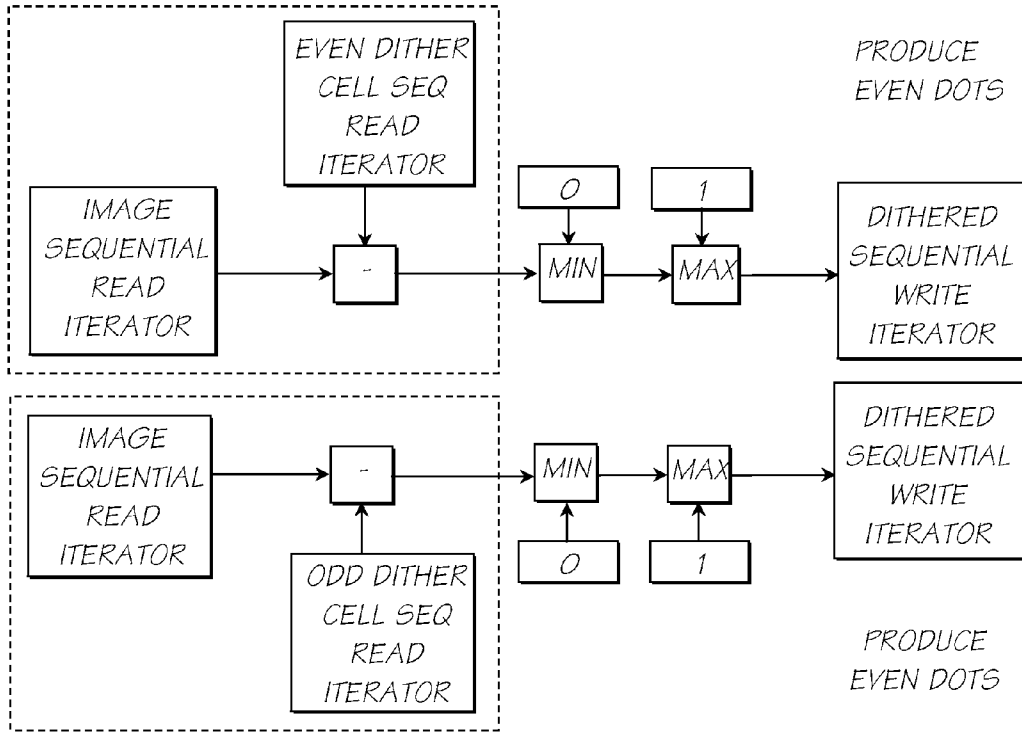 EVEN DITHER
CELL SEQ
READ
ITERATOR
PRODUCE
EVEN DOTS
IMAGE
SEQUENTIAL
READ
ITERATOR
-
0
MIN
1
MAX
DITHERED
SEQUENTIAL
WRITE
ITERATOR
IMAGE
SEQUENTIAL
READ
ITERATOR
-
MIN
0
MAX
1
DITHERED
SEQUENTIAL
WRITE
ITERATOR
ODD DITHER
CELL SEQ
READ
ITERATOR
PRODUCE
EVEN DOTS